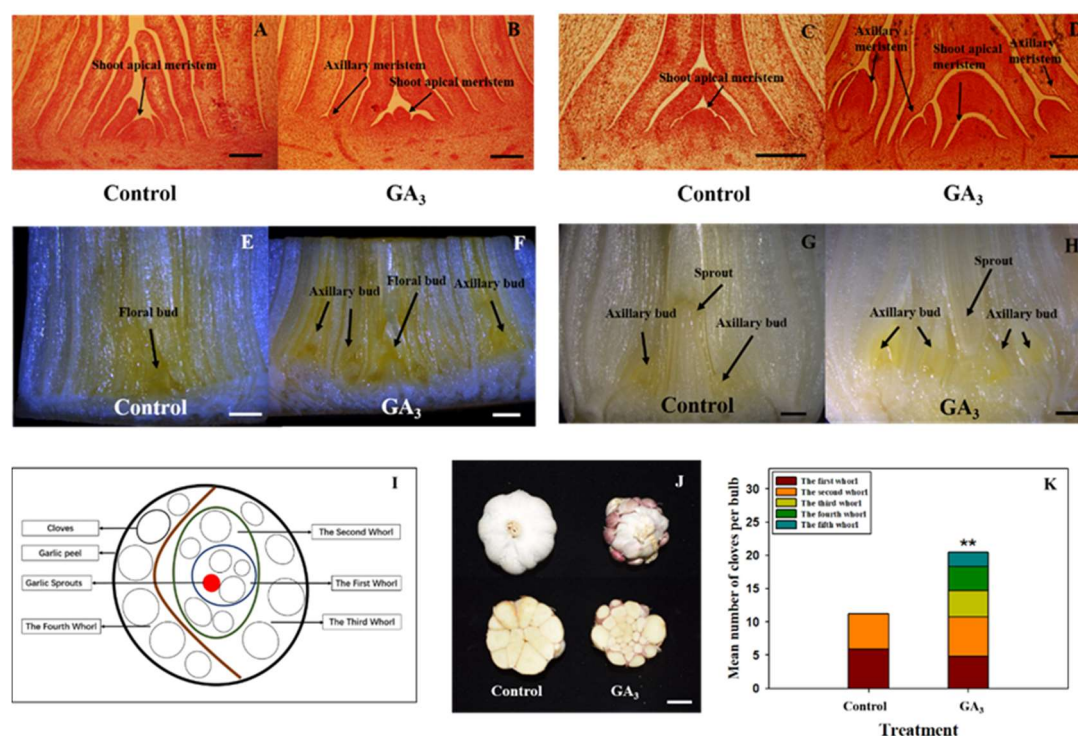 A
Shoot apical meristem
B
Axillary meristem
Shoot apical meristem
C
Shoot apical meristem
D
Axillary
meristem
Shoot apical
meristem
Axillary
meristem
Control
GA3
Control
GA3
E
Floral bud
Control
F
Axillary bud
Floral bud
Axillary bud
GA3
G
Sprout
Axillary bud
Axillary bud
Control
H
Sprout
Axillary bud
Axillary bud
GA3
I
Cloves
Garlic peel
Garlic Sprouts
The Fourth Whorl
The Second Whorl
The First Whorl
The Third Whorl
J
Control
GA3
K
Mean number of cloves per bulb
30
25
20
15
10
5
0
The first whorl
The second whorl
The third whorl
The fourth whorl
The fifth whorl
**
Control
GA3
Treatment